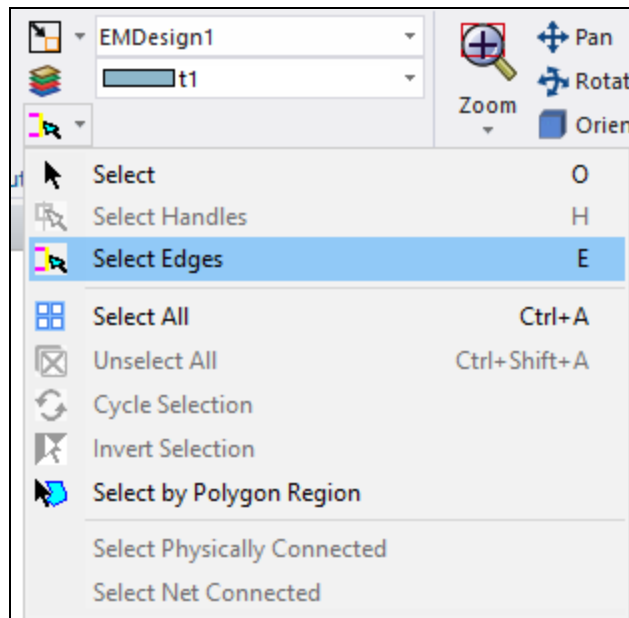 EMDesign1
t1
Zoom
Pan
Rotat
Orien
Select O
Select Handles H
Select Edges E
Select All Ctrl+A
Unselect All Ctrl+Shift+A
Cycle Selection
Invert Selection
Select by Polygon Region
Select Physically Connected
Select Net Connected